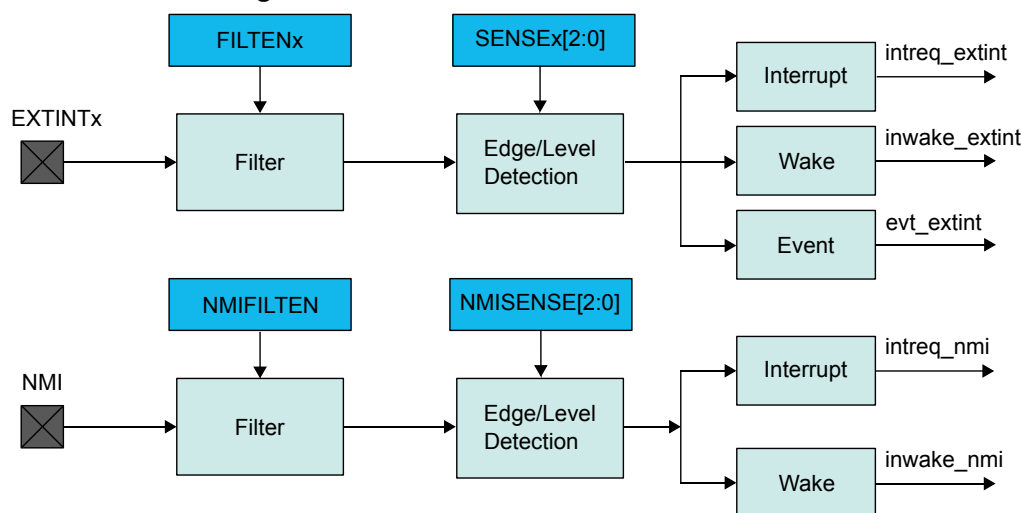 FILTENx
SENSEx[2:0]
EXTINTx
Filter
Edge/Level
Detection
Interrupt
intreq_extint
Wake
inwake_extint
Event
evt_extint
NMIFILTEN
NMISENSE[2:0]
NMI
Filter
Edge/Level
Detection
Interrupt
intreq_nmi
Wake
inwake_nmi